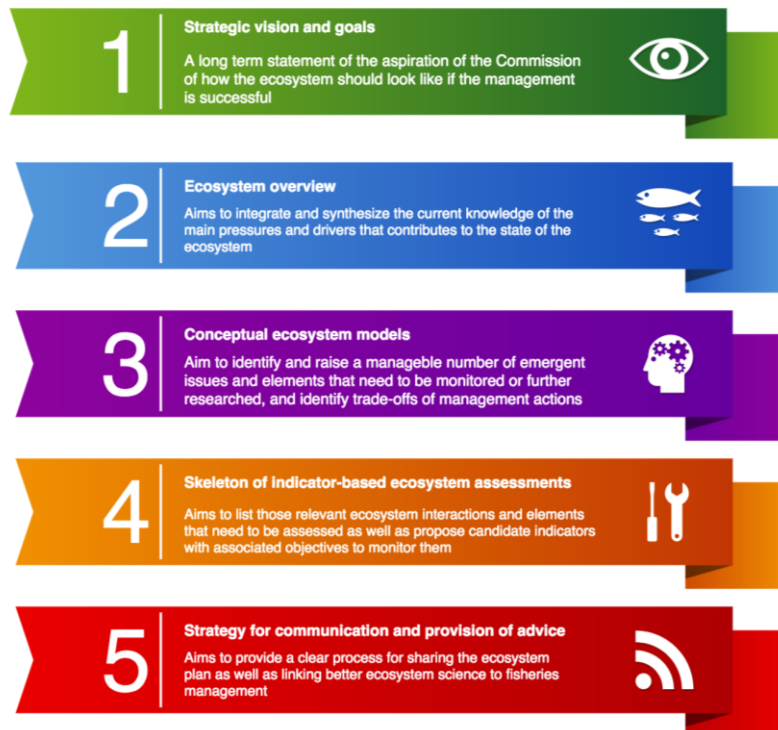 1
Strategic vision and goals
A long term statement of the aspiration of the Commission
of how the ecosystem should look like if the management
is successful
2
Ecosystem overview
Aims to integrate and synthesize the current knowledge of the
main pressures and drivers that contributes to the state of the
ecosystem
3
Conceptual ecosystem models
Aim to identify and raise a manageble number of emergent
issues and elements that need to be monitored or further
researched, and identify trade-offs of management actions
4
Skeleton of indicator-based ecosystem assessments
Aims to list those relevant ecosystem interactions and elements
that need to be assessed as well as propose candidate indicators
with associated objectives to monitor them
5
Strategy for communication and provision of advice
Aims to provide a clear process for sharing the ecosystem
plan as well as linking better ecosystem science to fisheries
management